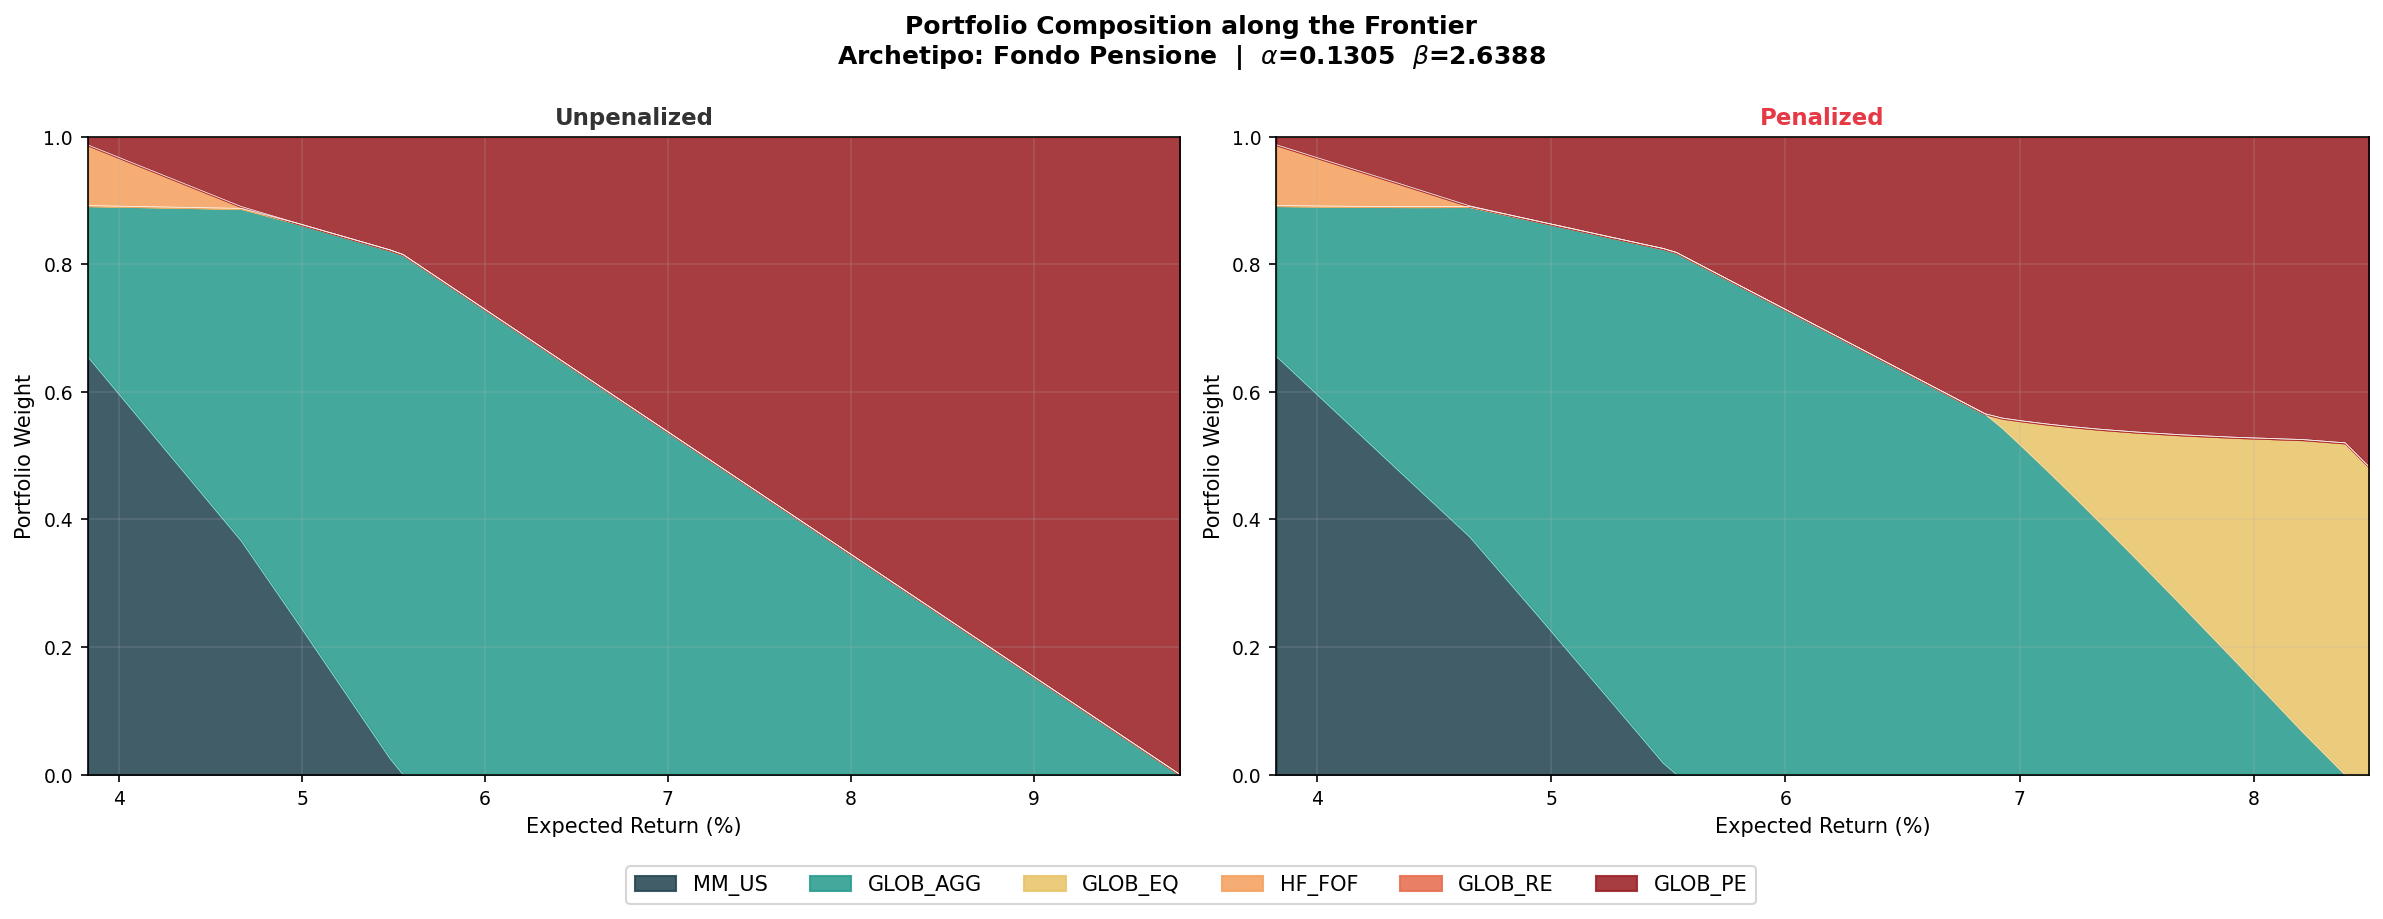 Portfolio Composition along the Frontier
Archetipo: Fondo Pensione | α=0.1305 β=2.6388
Unpenalized
Portfolio Weight
1.0
0.8
0.6
0.4
0.2
0.0
4 5 6 7 8 9
Expected Return (%)
Penalized
Portfolio Weight
1.0
0.8
0.6
0.4
0.2
0.0
4 5 6 7 8
Expected Return (%)
MM_US GLOB_AGG GLOB_EQ HF_FOF GLOB_RE GLOB_PE